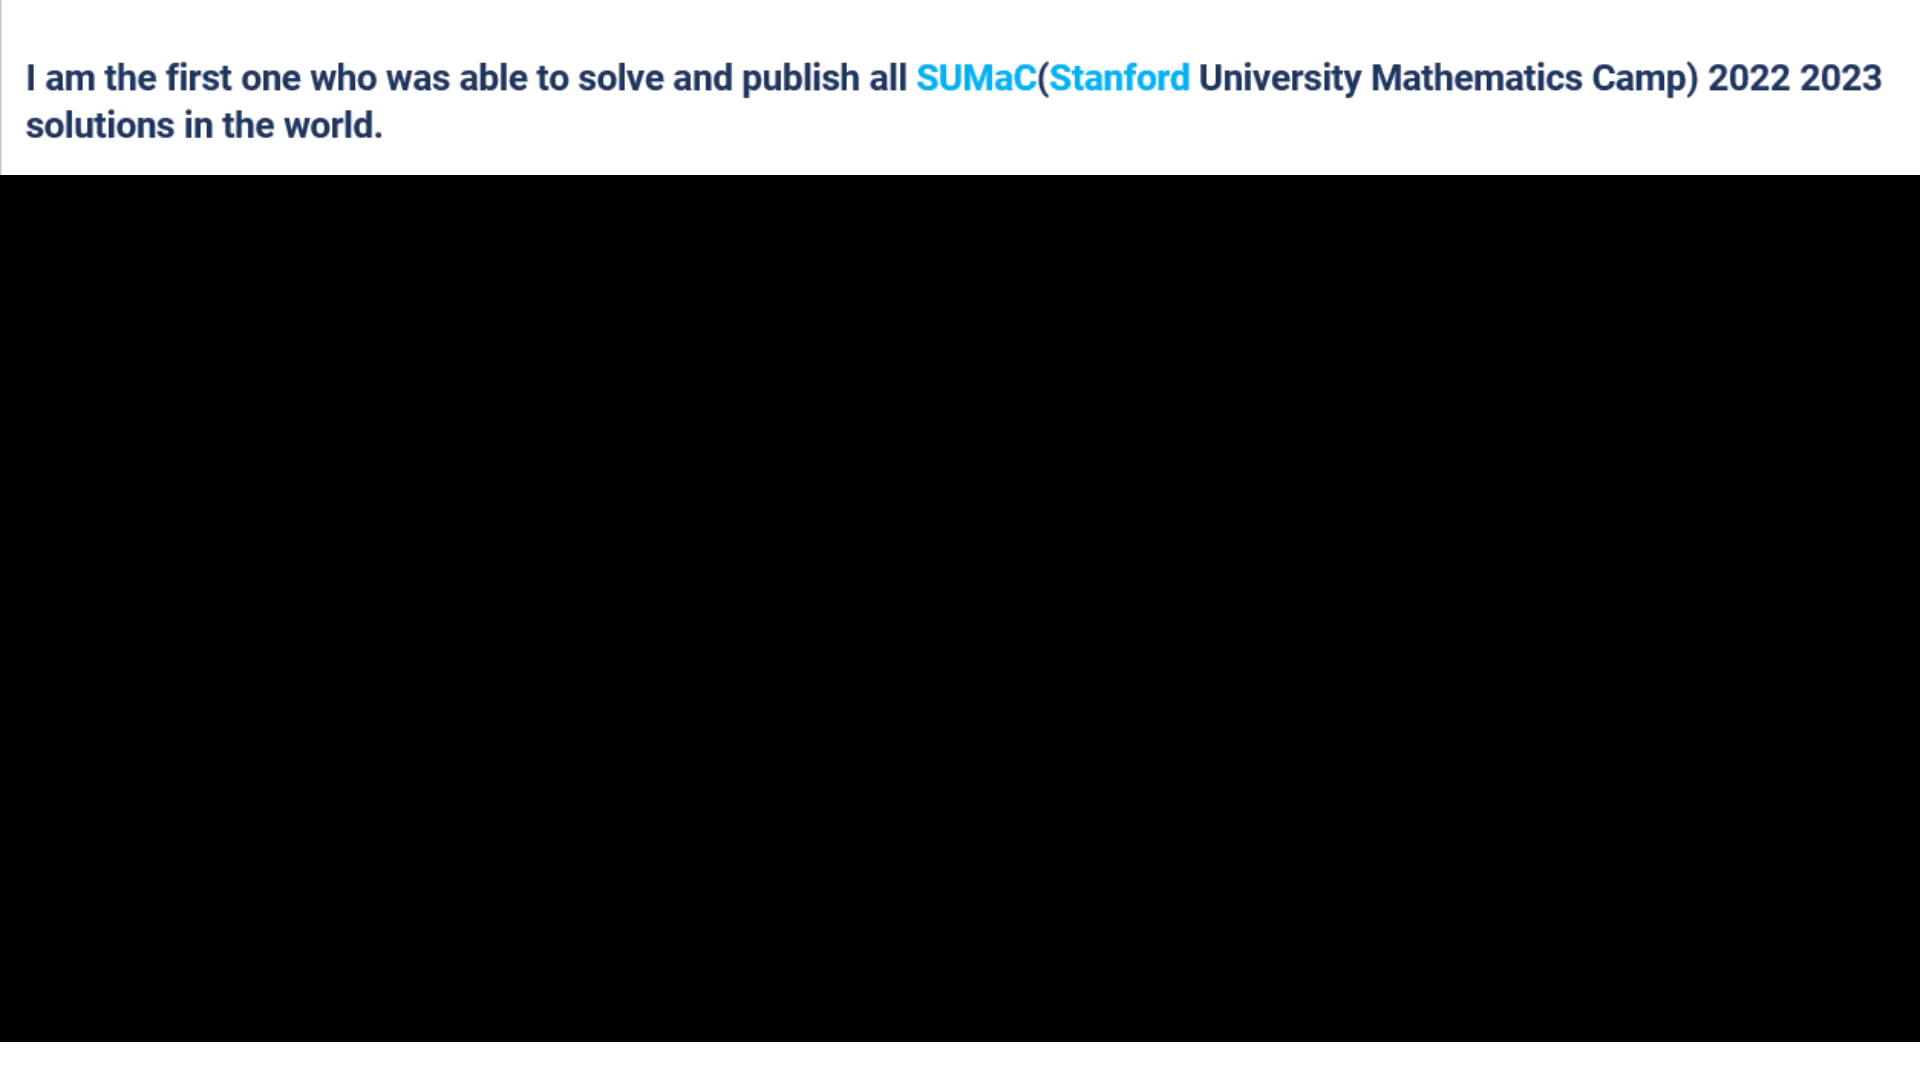 I am the first one who was able to solve and publish all SUMaC(Stanford University Mathematics Camp) 2022 2023
solutions in the world.